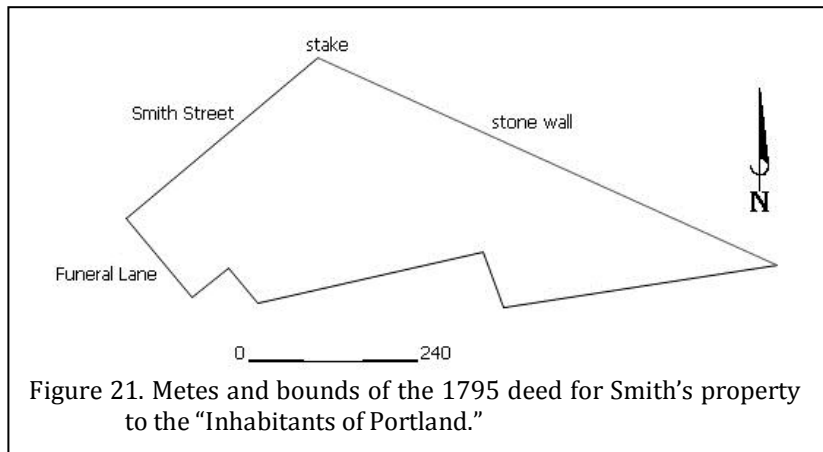 stake
Smith Street
stone wall
N
Funeral Lane
0 240
Figure 21. Metes and bounds of the 1795 deed for Smith’s property
to the “Inhabitants of Portland.”